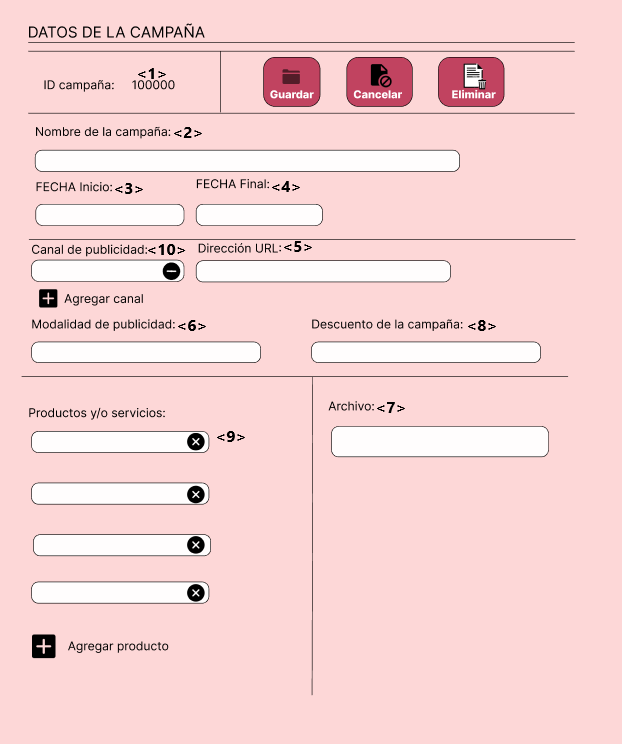 DATOS DE LA CAMPAÑA
<1>
ID campaña: 100000
Guardar
Cancelar
Eliminar
Nombre de la campaña: <2>
FECHA Inicio: <3>
FECHA Final: <4>
Canal de publicidad: <10>
Dirección URL: <5>
Agregar canal
Modalidad de publicidad: <6>
Descuento de la campaña: <8>
Productos y/o servicios:
<9>
Archivo: <7>
Agregar producto